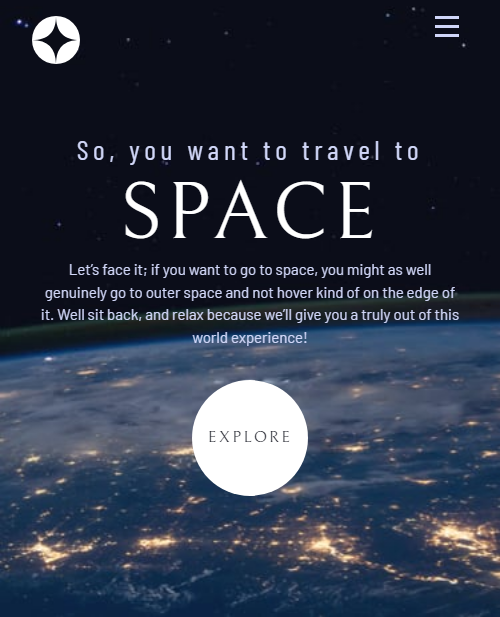 So, you want to travel to
SPACE
Let’s face it; if you want to go to space, you might as well
genuinely go to outer space and not hover kind of on the edge of
it. Well sit back, and relax because we’ll give you a truly out of this
world experience!
EXPLORE